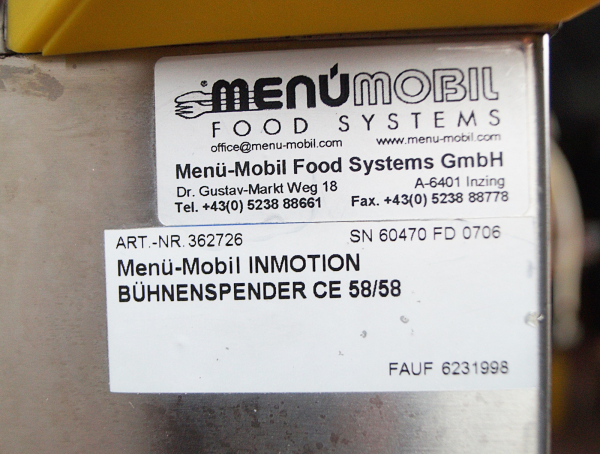 MENÜMOBIL
FOOD SYSTEMS
office@menu-mobil.com www.menu-mobil.com
Menü-Mobil Food Systems GmbH
Dr. Gustav-Markt Weg 18 A-6401 Inzing
Tel. +43(0) 5238 88661 Fax. +43(0) 5238 88778
ART.-NR. 362726 SN 60470 FD 0706
Menü-Mobil INMOTION
BÜHNENSPENDER CE 58/58
FAUF 6231998